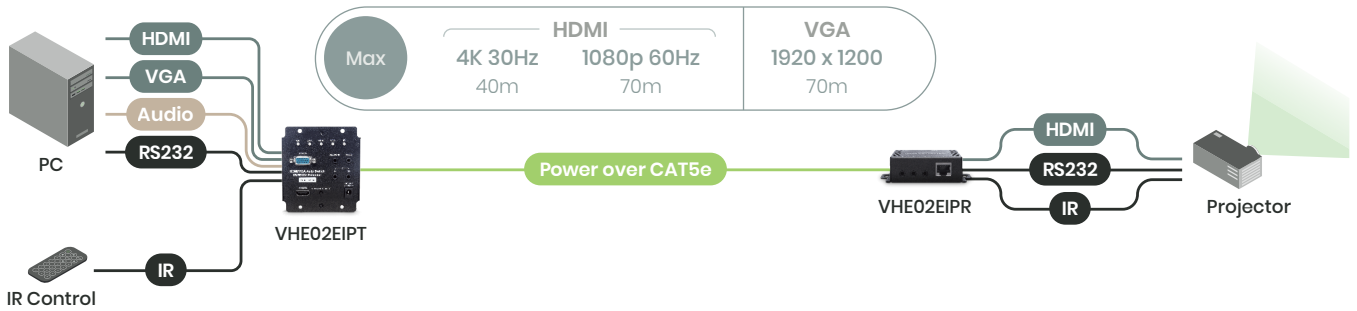 HDMI
VGA
Audio
RS232
PC
IR
IR Control
VHE02EIPT
Max
HDMI
4K 30Hz
1080p 60Hz
40m
70m
VGA
1920 x 1200
70m
Power over CAT5e
VHE02EIPR
HDMI
RS232
IR
Projector